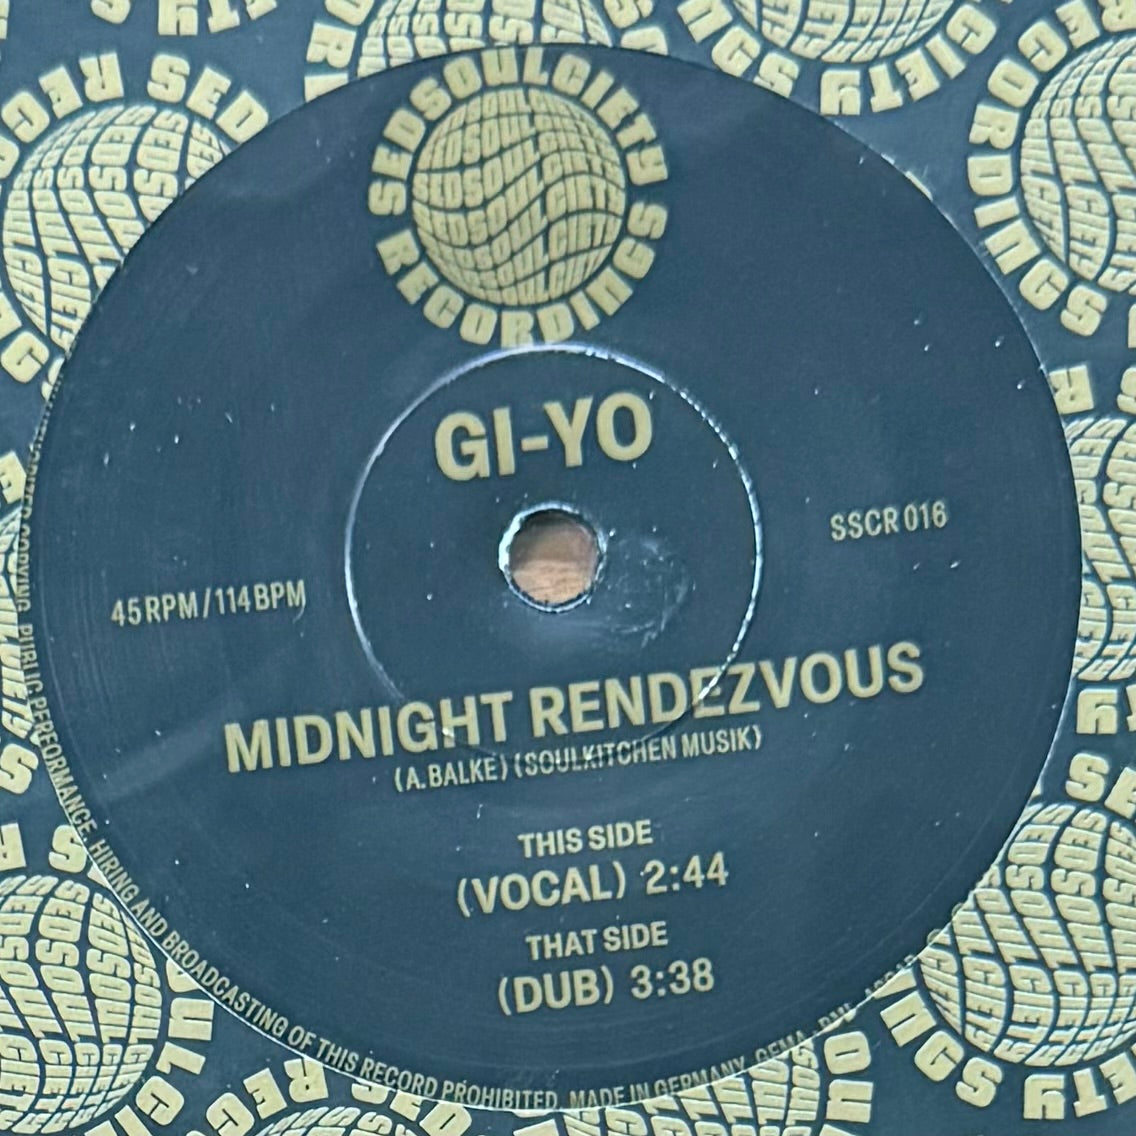 SEDSOULCIETY RECORDINGS
GI-YO
SSCR 016
45 RPM / 114 BPM
MIDNIGHT RENDEZVOUS
(A. BALKE) (SOULKITCHEN MUSIK)
THIS SIDE
(VOCAL) 2:44
THAT SIDE
(DUB) 3:38
PUBLIC PERFORMANCE, HIRING AND BROADCASTING OF THIS RECORD PROHIBITED. MADE IN GERMANY. GEMA